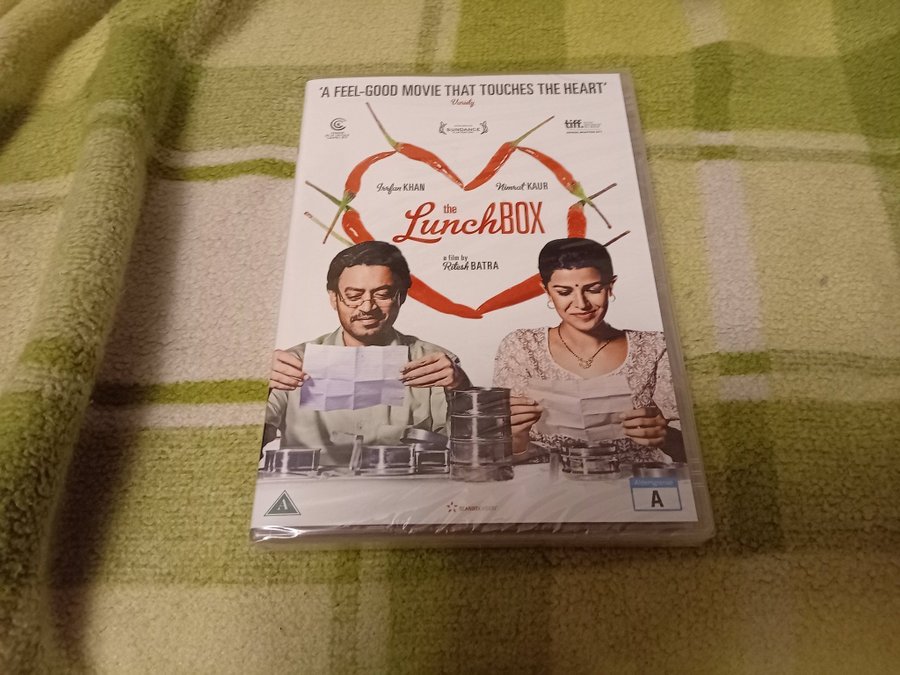 'A FEEL-GOOD MOVIE THAT TOUCHES THE HEART'
Variety
SUNDANCE
tiff.
Irrfan KHAN
Nimrat KAUR
the
LunchBOX
a film by
Ritesh BATRA
A
Aldersgrænse
A